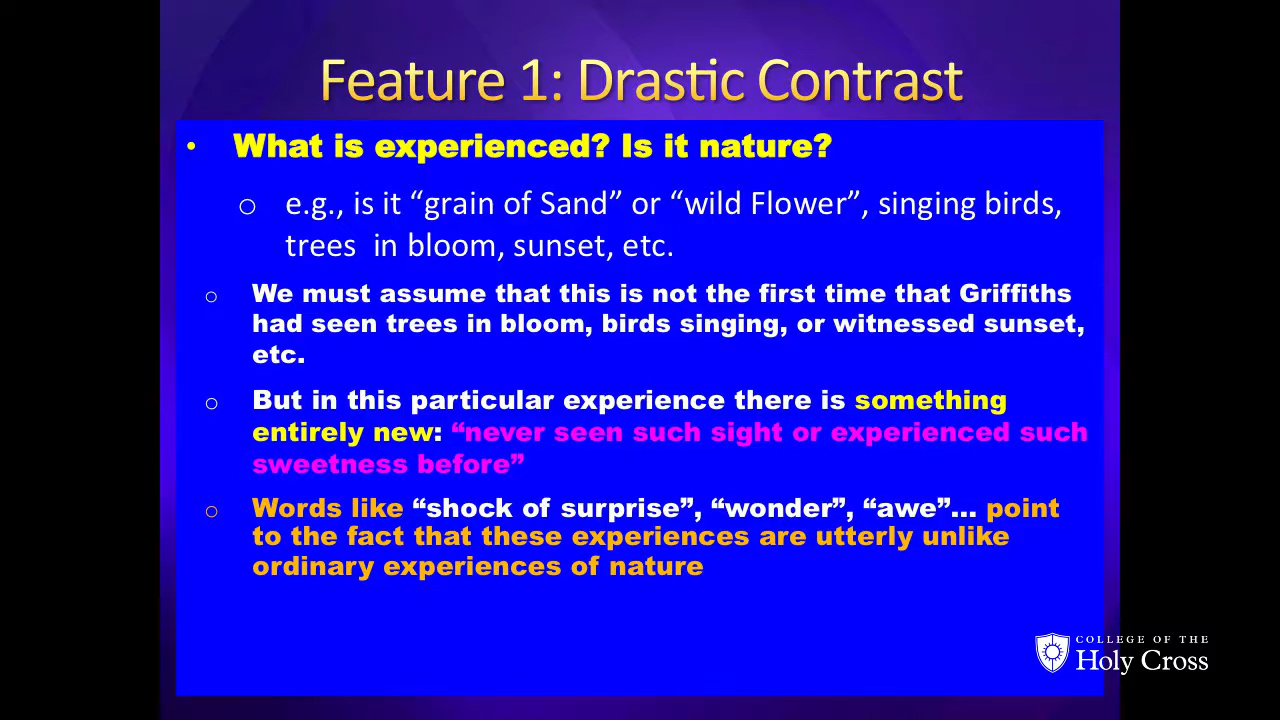 Feature 1: Drastic Contrast
• What is experienced? Is it nature?
o e.g., is it “grain of Sand” or “wild Flower”, singing birds,
trees in bloom, sunset, etc.
o We must assume that this is not the first time that Griffiths
had seen trees in bloom, birds singing, or witnessed sunset,
etc.
o But in this particular experience there is something
entirely new: “never seen such sight or experienced such
sweetness before”
o Words like “shock of surprise”, “wonder”, “awe”... point
to the fact that these experiences are utterly unlike
ordinary experiences of nature
COLLEGE OF THE
Holy Cross